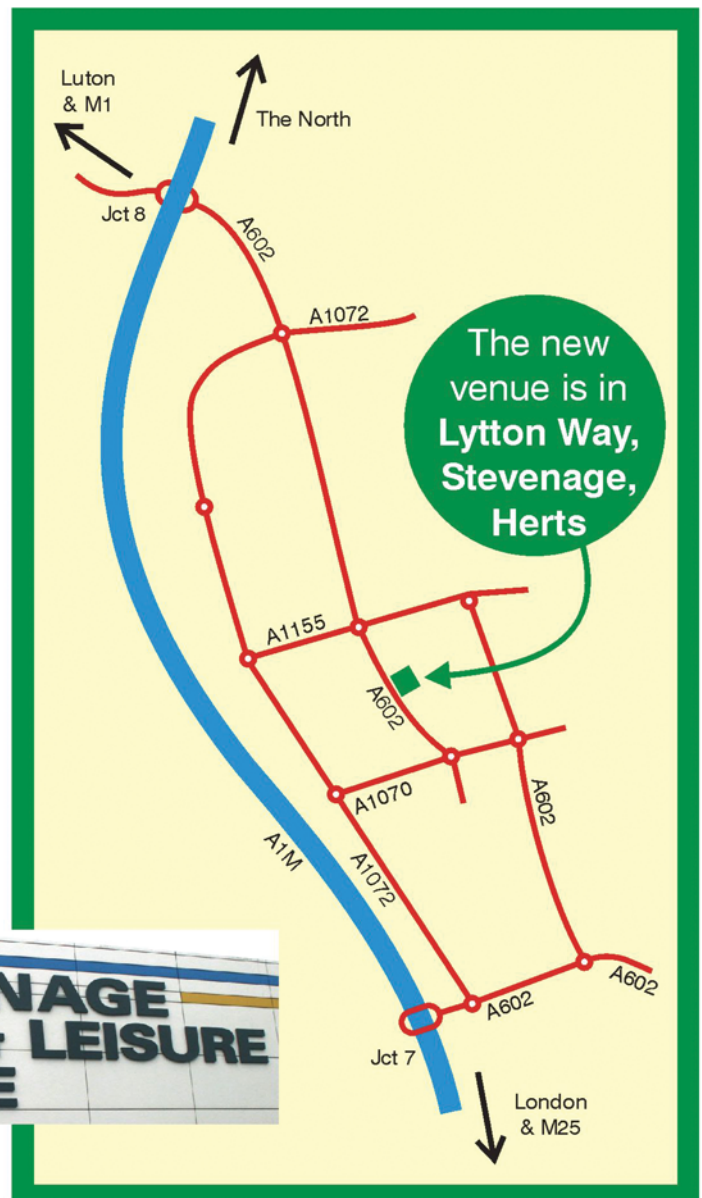 Luton
& M1
The North
Jct 8
A602
A1072
The new
venue is in
Lytton Way,
Stevenage,
Herts
A1155
A602
A1070
A602
A1M
A1072
NAGE
LEISURE
E
A602
A602
Jct 7
London
& M25